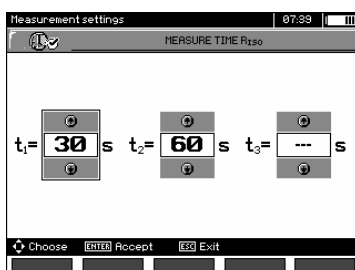 Measurement settings 07:39
MEASURE TIME RISO
t1= 30 s t2= 60 s t3= --- s
Choose ENTER Accept ESC Exit